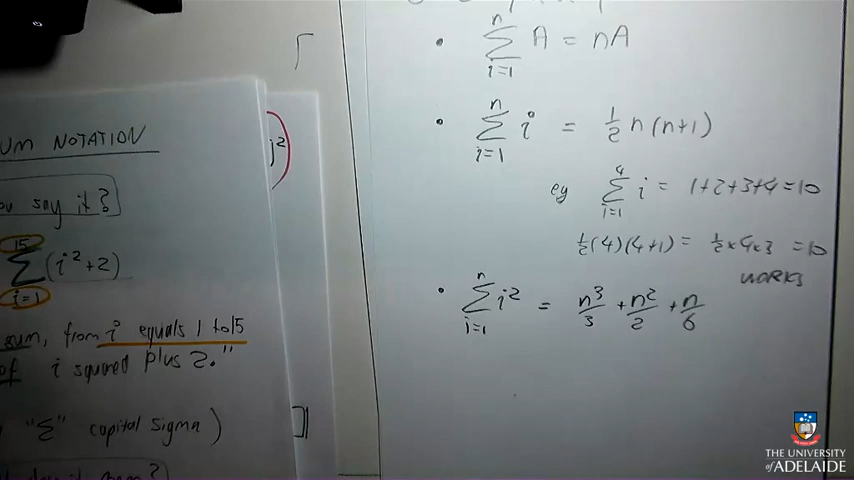 UM NOTATION
say it?
15
Σ (i² + 2)
i=1
sum, from i equals 1 to 15
of i squared plus 2."
"Σ" capital sigma)
i²
n
Σ A = nA
i=1
n
Σ i = 1/2 n(n+1)
i=1
eg
4
Σ i = 1+2+3+4 = 10
i=1
1/2 (4)(4+1) = 1/2 × 4 × 3 = 10
WORKS
n
Σ i² = n³/3 + n²/2 + n/6
i=1
THE UNIVERSITY
of ADELAIDE